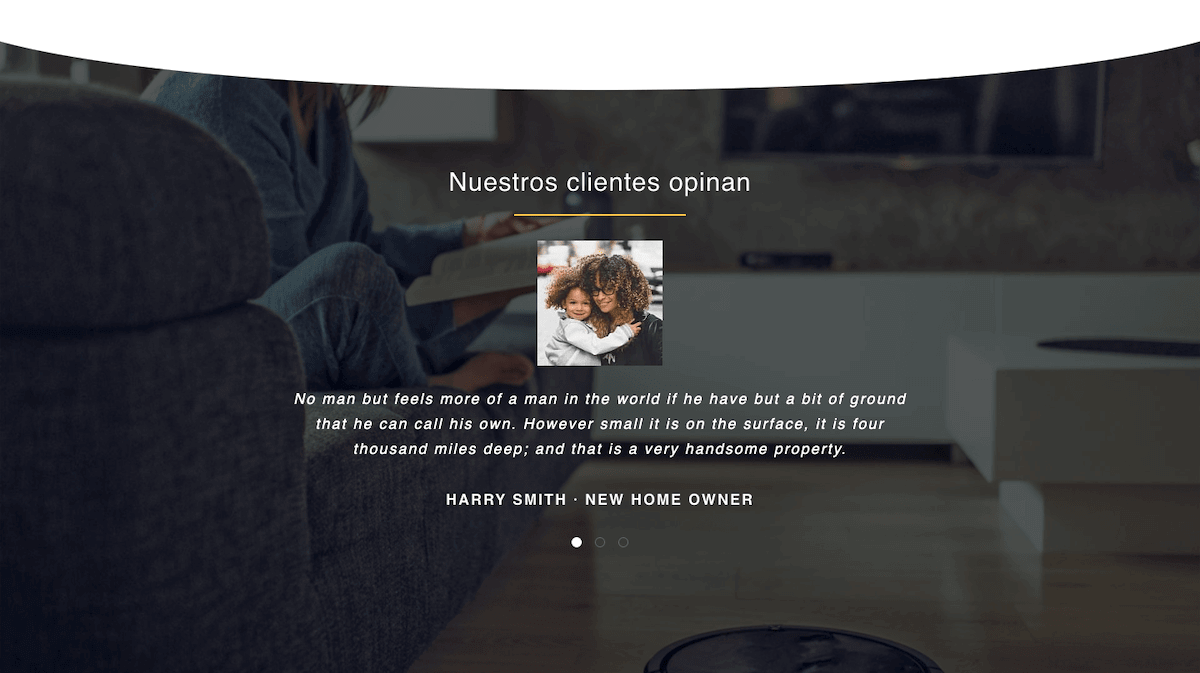 Nuestros clientes opinan
No man but feels more of a man in the world if he have but a bit of ground
that he can call his own. However small it is on the surface, it is four
thousand miles deep; and that is a very handsome property.
HARRY SMITH · NEW HOME OWNER